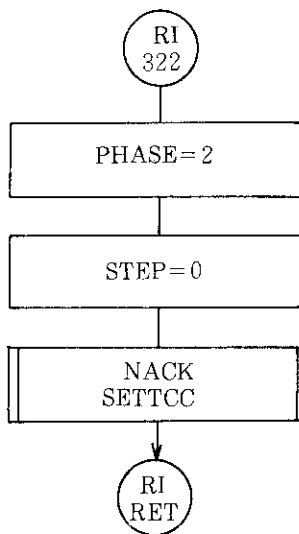 RI
322
PHASE=2
STEP=0
NACK
SETTCC
RI
RET